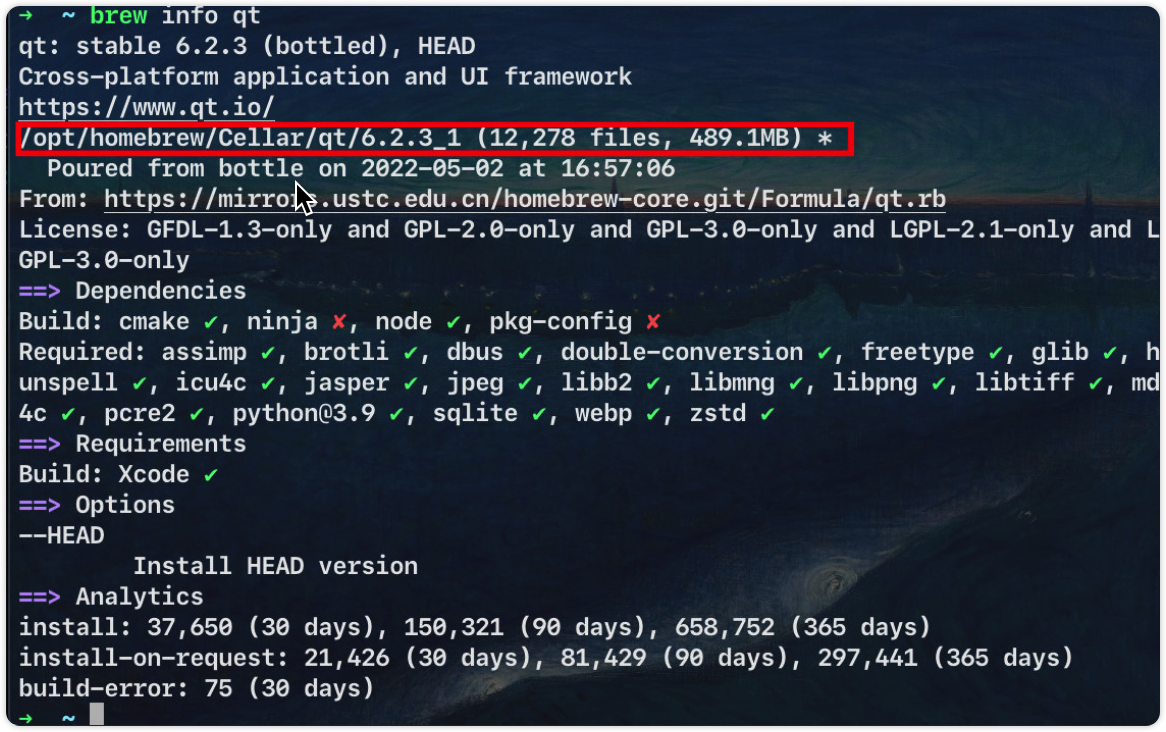 → ~ brew info qt
qt: stable 6.2.3 (bottled), HEAD
Cross-platform application and UI framework
https://www.qt.io/
/opt/homebrew/Cellar/qt/6.2.3_1 (12,278 files, 489.1MB) *
  Poured from bottle on 2022-05-02 at 16:57:06
From: https://mirrors.ustc.edu.cn/homebrew-core.git/Formula/qt.rb
License: GFDL-1.3-only and GPL-2.0-only and GPL-3.0-only and LGPL-2.1-only and L
GPL-3.0-only
==> Dependencies
Build: cmake ✔, ninja ✘, node ✔, pkg-config ✘
Required: assimp ✔, brotli ✔, dbus ✔, double-conversion ✔, freetype ✔, glib ✔, h
unspell ✔, icu4c ✔, jasper ✔, jpeg ✔, libb2 ✔, libmng ✔, libpng ✔, libtiff ✔, md
4c ✔, pcre2 ✔, python@3.9 ✔, sqlite ✔, webp ✔, zstd ✔
==> Requirements
Build: Xcode ✔
==> Options
--HEAD
        Install HEAD version
==> Analytics
install: 37,650 (30 days), 150,321 (90 days), 658,752 (365 days)
install-on-request: 21,426 (30 days), 81,429 (90 days), 297,441 (365 days)
build-error: 75 (30 days)
→ ~